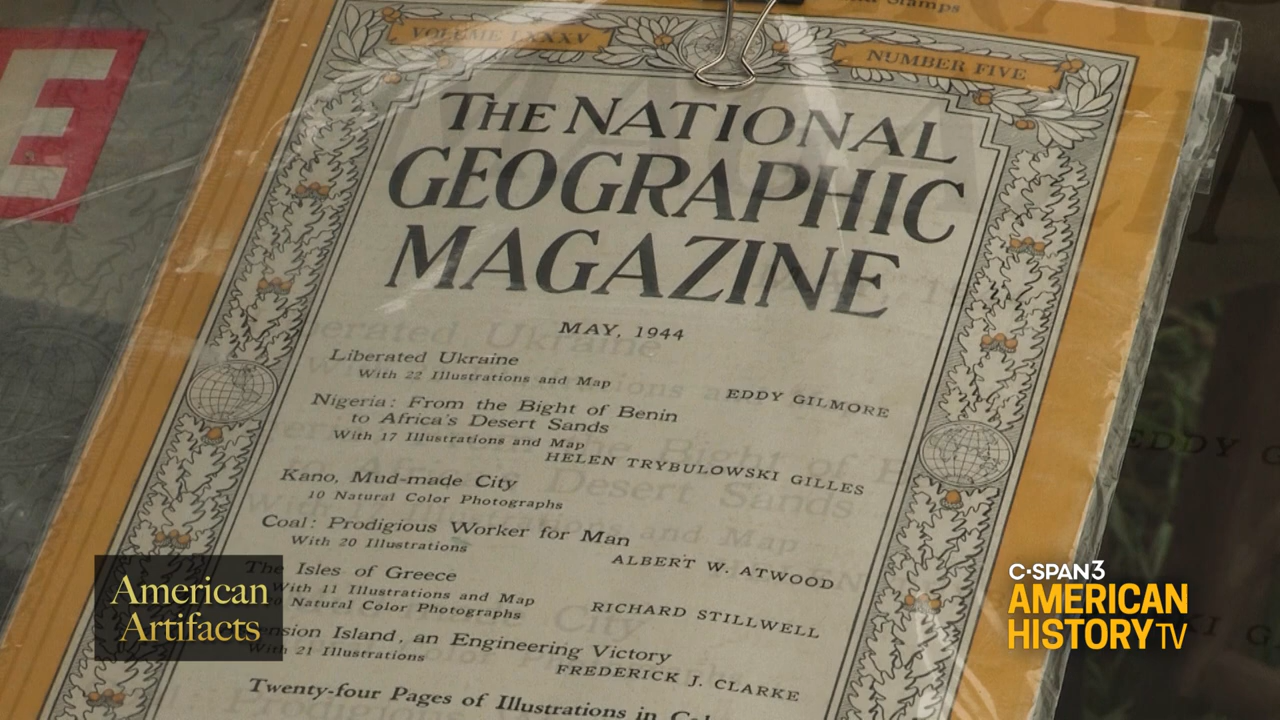 Stamps
VOLUME LXXXV
NUMBER FIVE
E
THE NATIONAL
GEOGRAPHIC
MAGAZINE
MAY, 1944
Liberated Ukraine
With 22 Illustrations and Map
EDDY GILMORE
Nigeria: From the Bight of Benin
to Africa's Desert Sands
With 17 Illustrations and Map
HELEN TRYBULOWSKI GILLES
Kano, Mud-made City
10 Natural Color Photographs
Coal: Prodigious Worker for Man
With 20 Illustrations
ALBERT W. ATWOOD
The Isles of Greece
With 11 Illustrations and Map
Natural Color Photographs
RICHARD STILLWELL
Island, an Engineering Victory
With 21 Illustrations
FREDERICK J. CLARKE
Twenty-four Pages of Illustrations in
American
Artifacts
C-SPAN3
AMERICAN
HISTORY TV